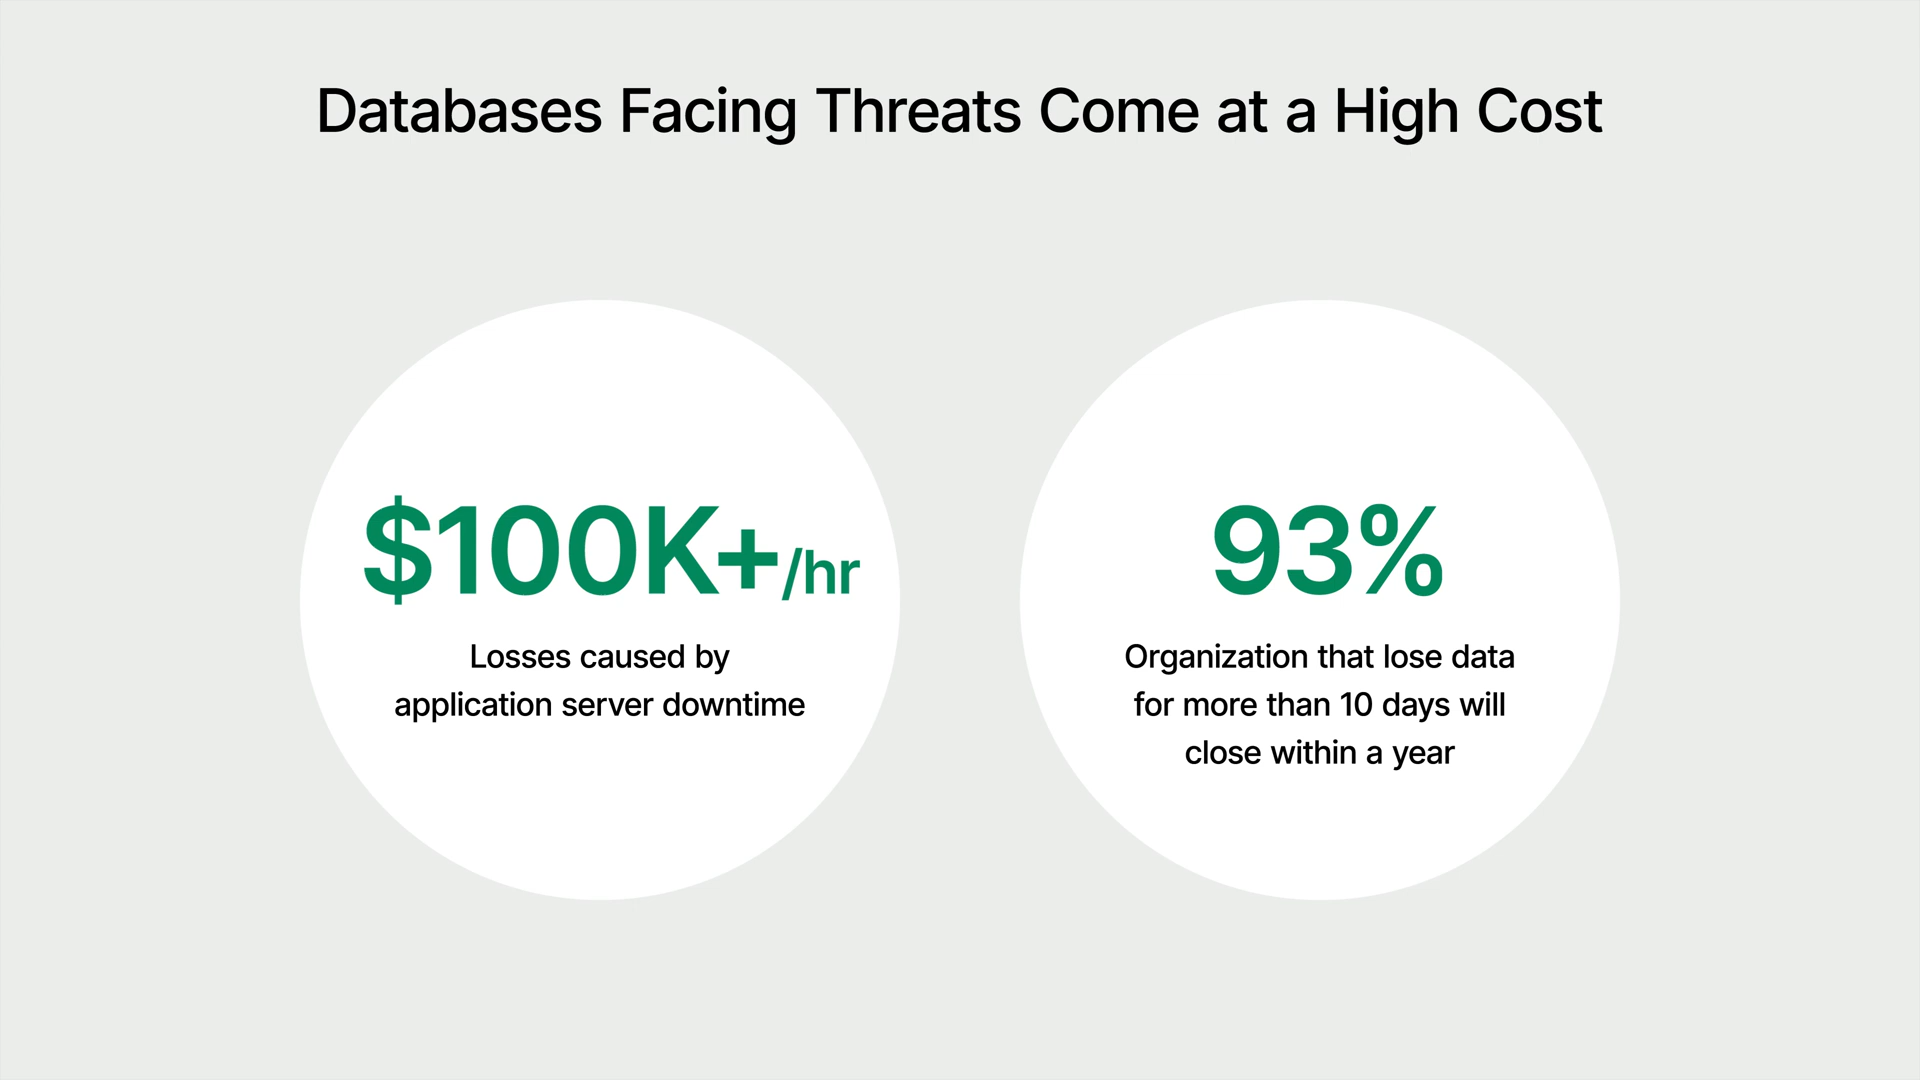 Databases Facing Threats Come at a High Cost
$100K+/hr
Losses caused by
application server downtime
93%
Organization that lose data
for more than 10 days will
close within a year